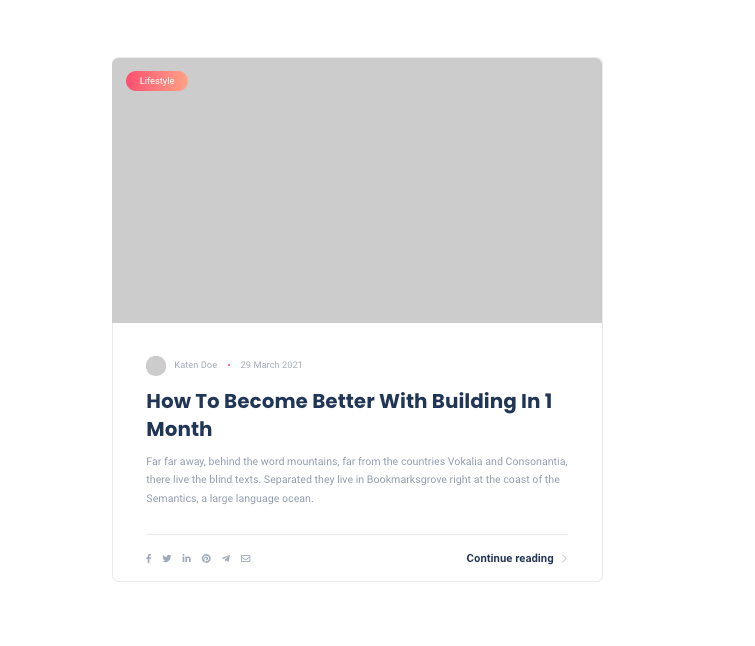 Lifestyle
Katen Doe • 29 March 2021
How To Become Better With Building In 1
Month
Far far away, behind the word mountains, far from the countries Vokalia and Consonantia,
there live the blind texts. Separated they live in Bookmarksgrove right at the coast of the
Semantics, a large language ocean.
Continue reading